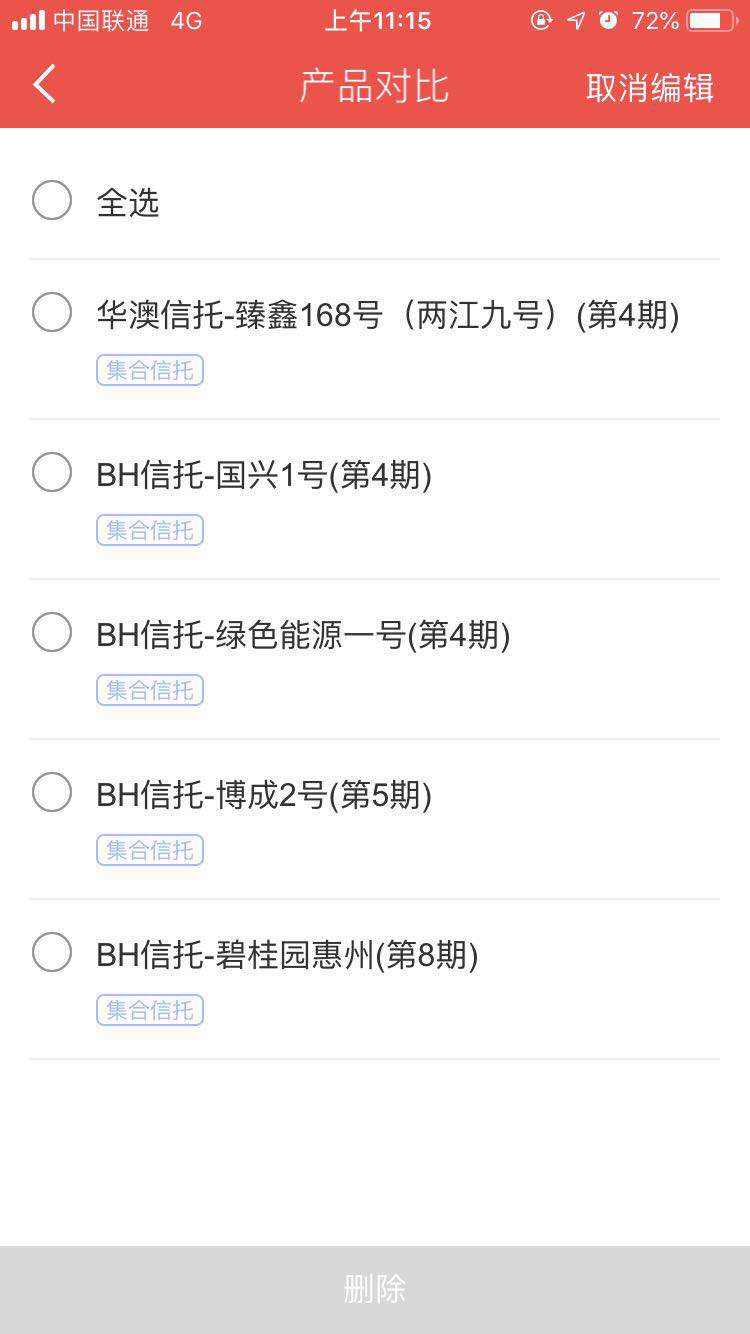 中国联通 4G 上午11:15 72%
产品对比 取消编辑
全选
华澳信托-臻鑫168号（两江九号）(第4期)
集合信托
BH信托-国兴1号(第4期)
集合信托
BH信托-绿色能源一号(第4期)
集合信托
BH信托-博成2号(第5期)
集合信托
BH信托-碧桂园惠州(第8期)
集合信托
删除